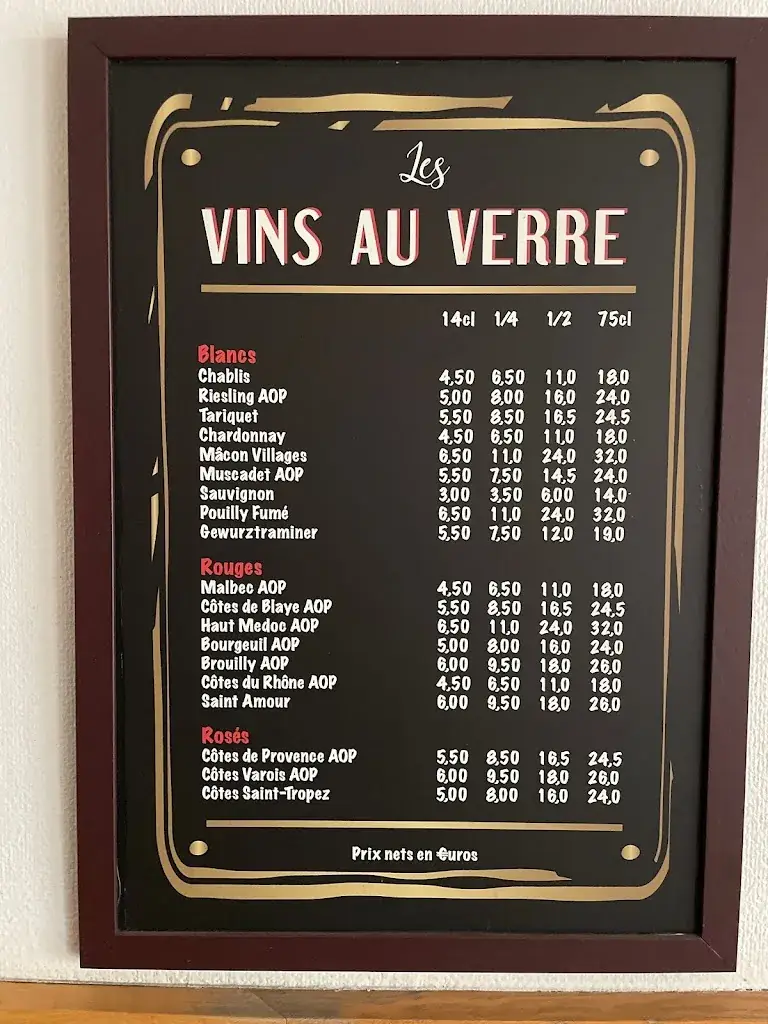 Les
VINS AU VERRE
14cl 1/4 1/2 75cl
Blancs
Chablis 4,50 6,50 11,0 18,0
Riesling AOP 5,00 8,00 16,0 24,0
Tariquet 5,50 8,50 16,5 24,5
Chardonnay 4,50 6,50 11,0 18,0
Mâcon Villages 6,50 11,0 24,0 32,0
Muscadet AOP 5,50 7,50 14,5 24,0
Sauvignon 3,00 3,50 6,00 14,0
Pouilly Fumé 6,50 11,0 24,0 32,0
Gewurztraminer 5,50 7,50 12,0 19,0
Rouges
Malbec AOP 4,50 6,50 11,0 18,0
Côtes de Blaye AOP 5,50 8,50 16,5 24,5
Haut Medoc AOP 6,50 11,0 24,0 32,0
Bourgeuil AOP 5,00 8,00 16,0 24,0
Brouilly AOP 6,00 9,50 18,0 26,0
Côtes du Rhône AOP 4,50 6,50 11,0 18,0
Saint Amour 6,00 9,50 18,0 26,0
Rosés
Côtes de Provence AOP 5,50 8,50 16,5 24,5
Côtes Varois AOP 6,00 9,50 18,0 26,0
Côtes Saint-Tropez 5,00 8,00 16,0 24,0
Prix nets en €uros